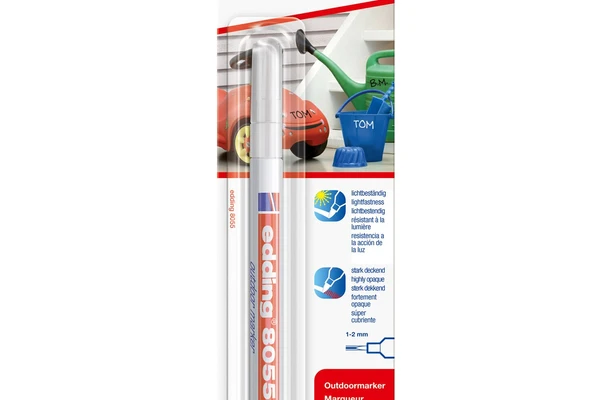 B.M.
TOM
TOM
edding 8055
lichtbeständig
lightfastness
lichtbestendig
résistant à la
lumière
resistencia a
la acción de
la luz
stark deckend
highly opaque
sterk dekkend
fortement
opaque
súper
cubriente
1-2 mm
edding® 8055
outdoor marker
Outdoormarker
Marqueur